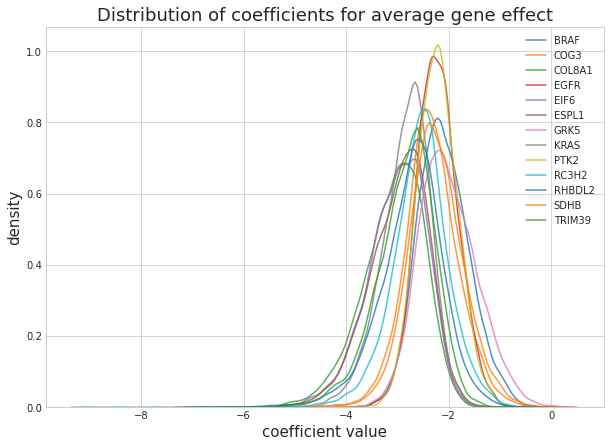 Distribution of coefficients for average gene effect
1.0
0.8
0.6
0.4
0.2
0.0
density
−8
−6
−4
−2
0
coefficient value
BRAF
COG3
COL8A1
EGFR
EIF6
ESPL1
GRK5
KRAS
PTK2
RC3H2
RHBDL2
SDHB
TRIM39